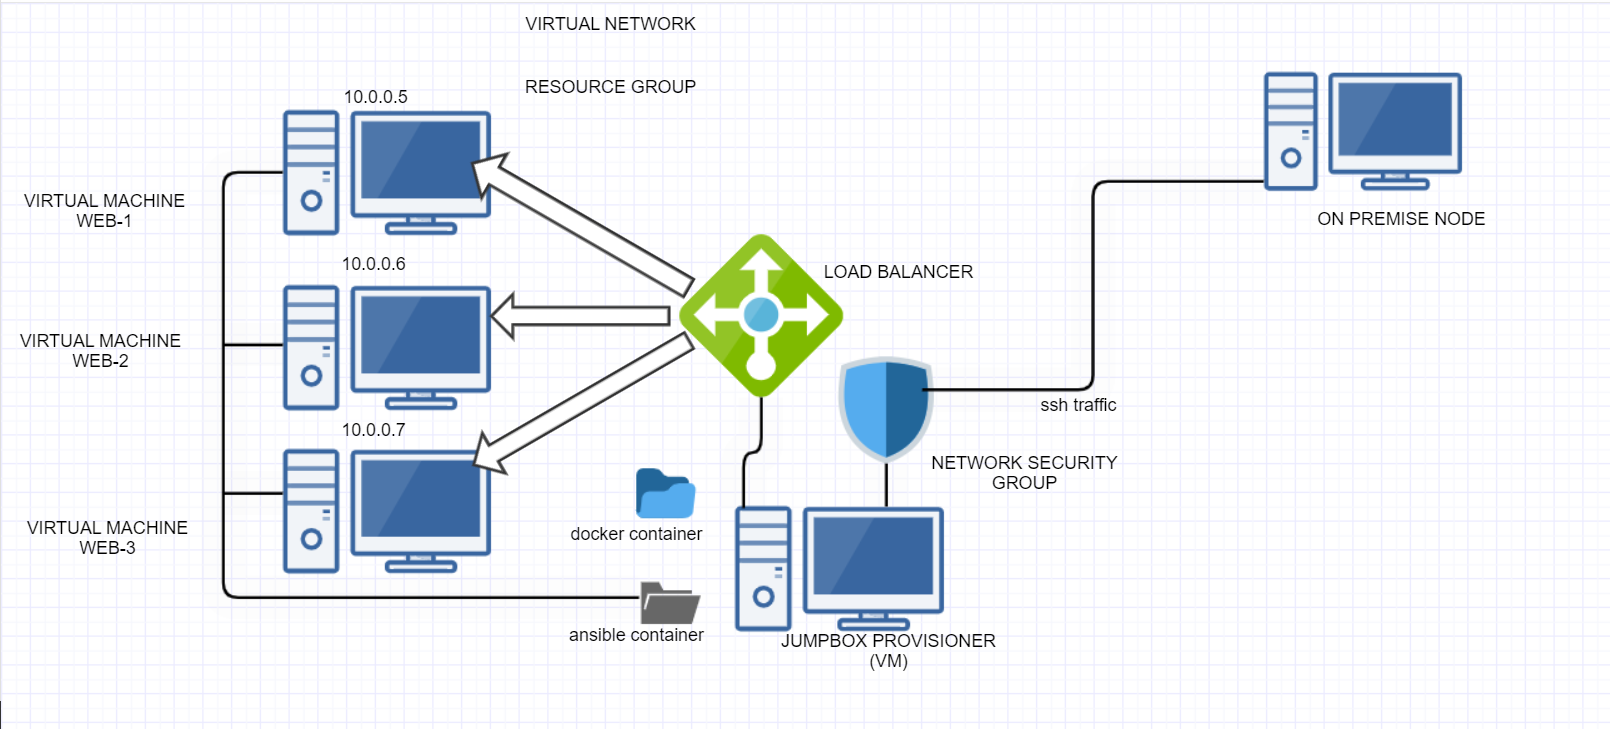 VIRTUAL NETWORK
RESOURCE GROUP
10.0.0.5
VIRTUAL MACHINE
WEB-1
10.0.0.6
VIRTUAL MACHINE
WEB-2
10.0.0.7
VIRTUAL MACHINE
WEB-3
LOAD BALANCER
ON PREMISE NODE
ssh traffic
NETWORK SECURITY
GROUP
docker container
ansible container
JUMPBOX PROVISIONER
(VM)